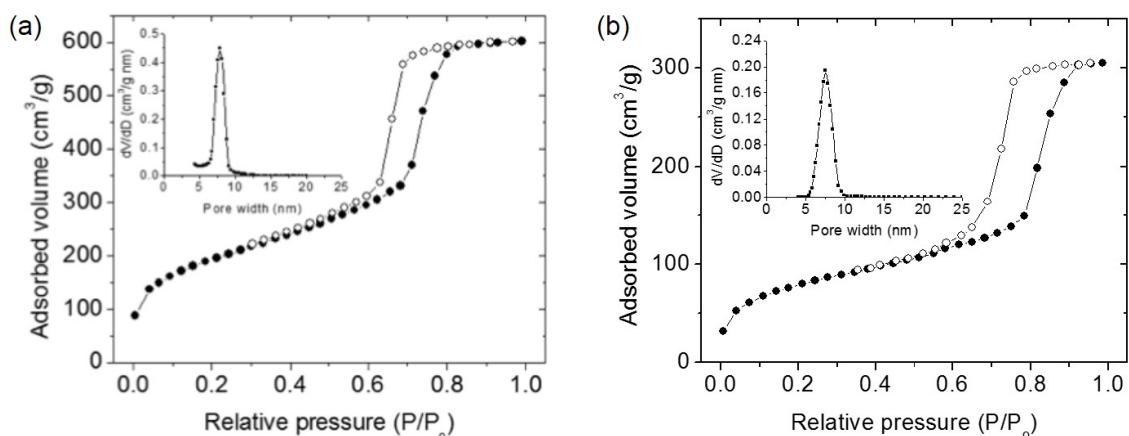 (a)
Adsorbed volume (cm³/g)
600
500
400
300
200
100
0
0.0 0.2 0.4 0.6 0.8 1.0
Relative pressure (P/P₀)
dV/dD (cm³/g nm)
0.5
0.4
0.3
0.2
0.1
0.0
0 5 10 15 20 25
Pore width (nm)
(b)
Adsorbed volume (cm³/g)
300
200
100
0
0.0 0.2 0.4 0.6 0.8 1.0
Relative pressure (P/P₀)
dV/dD (cm³/g nm)
0.24
0.20
0.16
0.12
0.08
0.04
0.00
0 5 10 15 20 25
Pore width (nm)